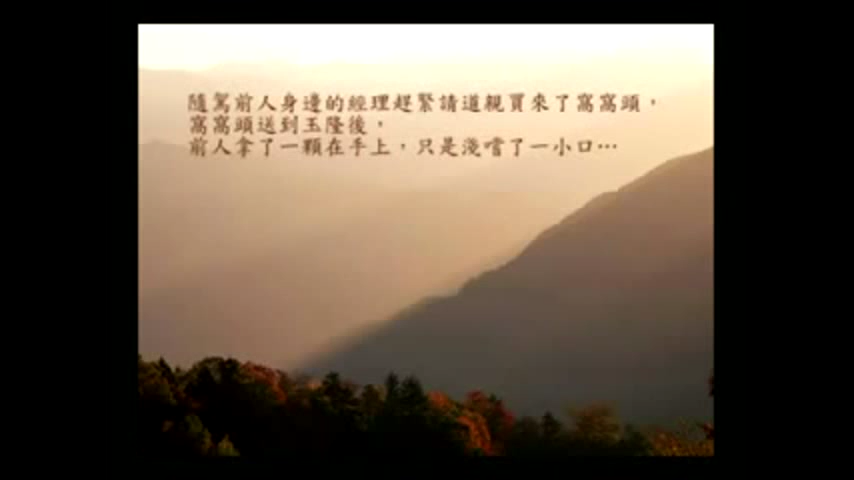 隨駕前人身邊的經理趕緊請道親買來了窩窩頭，
窩窩頭送到玉隆後，
前人拿了一顆在手上，只是淺嚐了一小口…